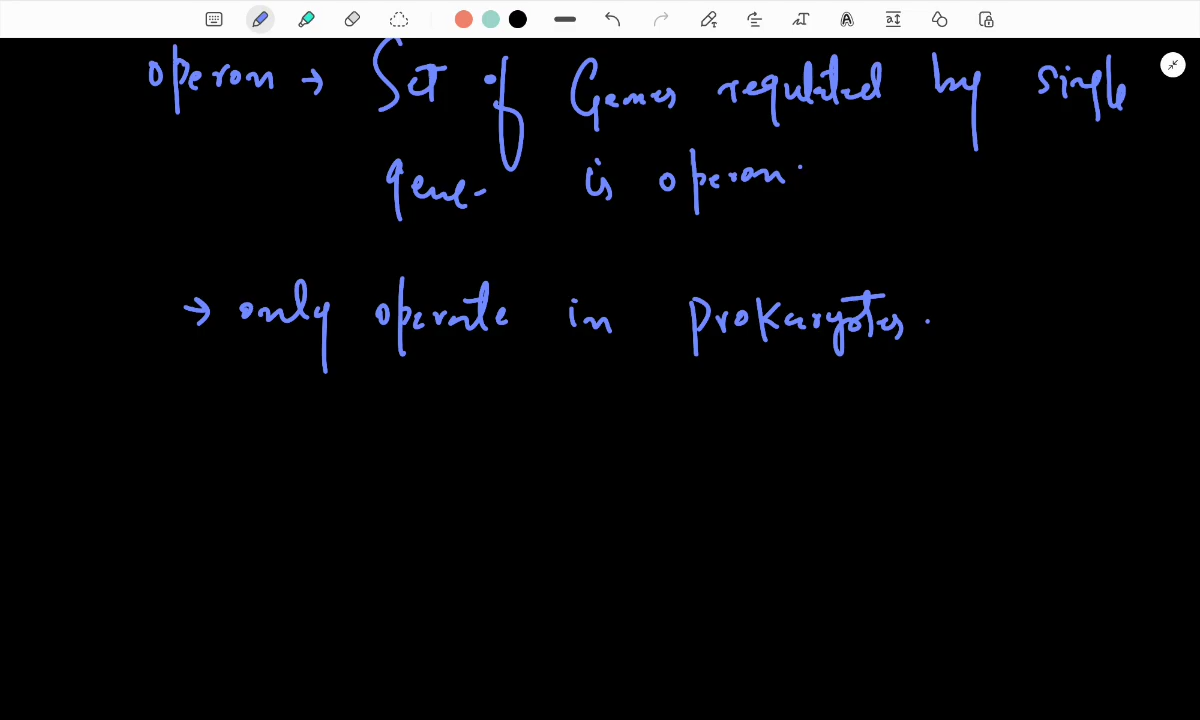 operon → Set of Genes regulated by single
gene is operon.
→ only operate in prokaryotes.